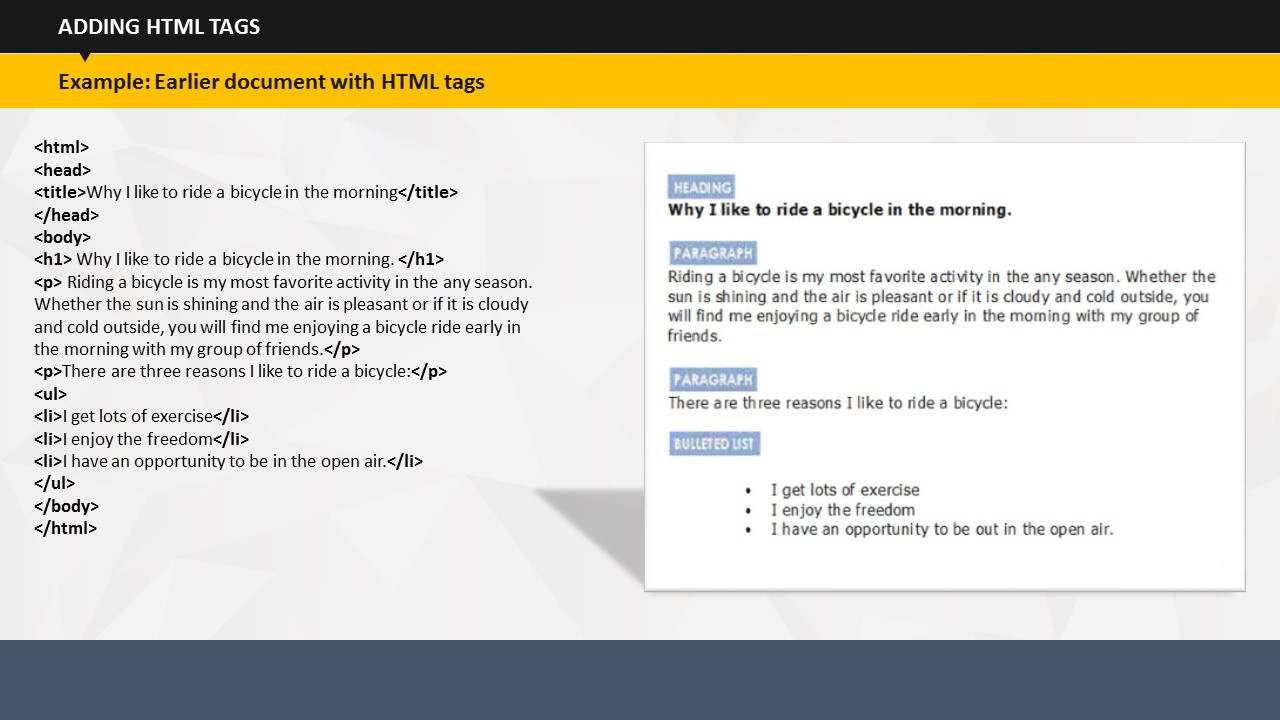 ADDING HTML TAGS
Example: Earlier document with HTML tags
<html>
<head>
<title>Why I like to ride a bicycle in the morning</title>
</head>
<body>
<h1> Why I like to ride a bicycle in the morning. </h1>
<p> Riding a bicycle is my most favorite activity in the any season.
Whether the sun is shining and the air is pleasant or if it is cloudy
and cold outside, you will find me enjoying a bicycle ride early in
the morning with my group of friends.</p>
<p>There are three reasons I like to ride a bicycle:</p>
<ul>
<li>I get lots of exercise</li>
<li>I enjoy the freedom</li>
<li>I have an opportunity to be in the open air.</li>
</ul>
</body>
</html>
HEADING
Why I like to ride a bicycle in the morning.
PARAGRAPH
Riding a bicycle is my most favorite activity in the any season. Whether the
sun is shining and the air is pleasant or if it is cloudy and cold outside, you
will find me enjoying a bicycle ride early in the morning with my group of
friends.
PARAGRAPH
There are three reasons I like to ride a bicycle:
BULLETED LIST
• I get lots of exercise
• I enjoy the freedom
• I have an opportunity to be out in the open air.